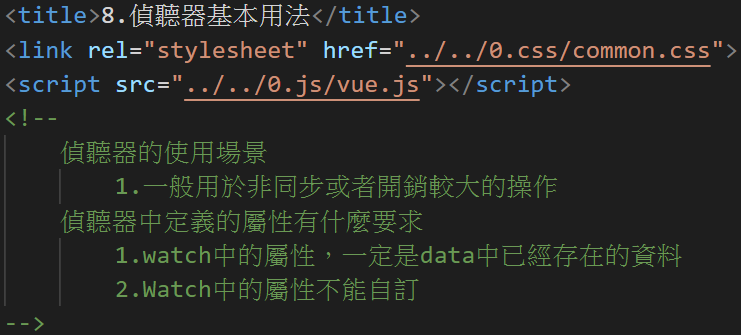 <title>8.偵聽器基本用法</title>
<link rel="stylesheet" href="../../0.css/common.css">
<script src="../../0.js/vue.js"></script>
<!--
偵聽器的使用場景
1.一般用於非同步或者開銷較大的操作
偵聽器中定義的屬性有什麼要求
1.watch中的屬性，一定是data中已經存在的資料
2.Watch中的屬性不能自訂
-->